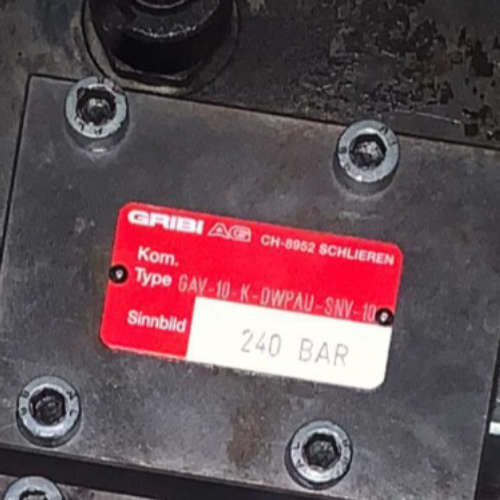 GRIBI AG CH-8952 SCHLIEREN
Kom.
Type GAV-10-K-DWPAU-SNV-10
Sinnbild 240 BAR